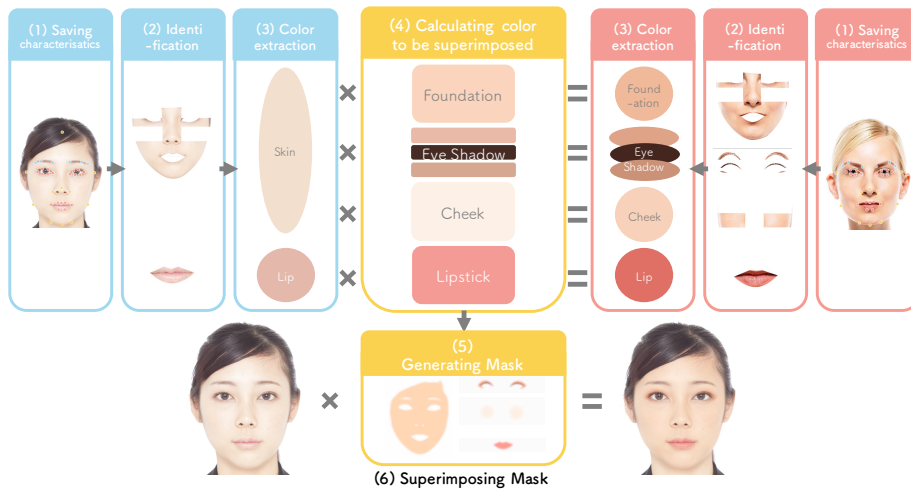 (1) Saving
characterisatics
(2) Identi
-fication
(3) Color
extraction
(4) Calculating color
to be superimposed
(3) Color
extraction
(2) Identi
-fication
(1) Saving
characterisatics
Skin
Lip
×
×
×
×
Foundation
Eye Shadow
Cheek
Lipstick
=
=
=
=
Found
-ation
Eye
Shadow
Cheek
Lip
(5)
Generating Mask
×
=
(6) Superimposing Mask